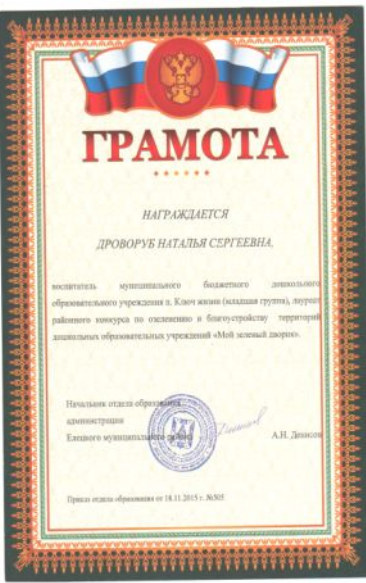 ГРАМОТА
НАГРАЖДАЕТСЯ
ДРОВОРУБ НАТАЛЬЯ СЕРГЕЕВНА,
воспитатель муниципального бюджетного дошкольного
образовательного учреждения п. Ключ жизни (младшая группа), лауреат
районного конкурса по озеленению и благоустройству территорий
дошкольных образовательных учреждений «Мой зеленый дворик».
Начальник отдела образования
администрации
Елецкого муниципального района
А.Н. Денисов
Приказ отдела образования от 18.11.2015 г. №505